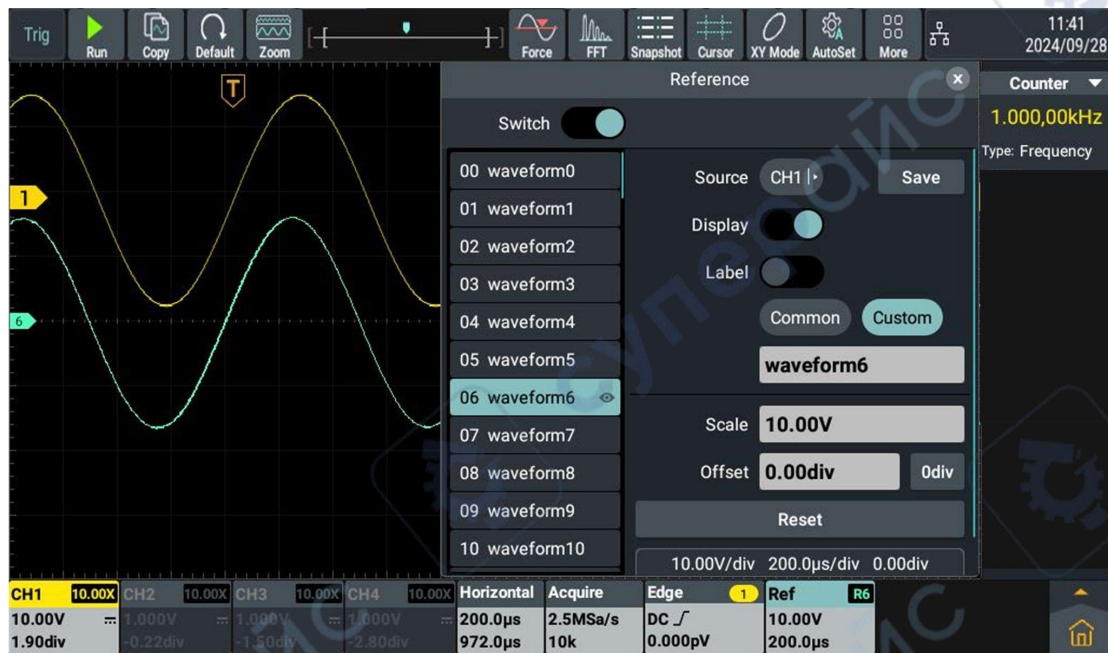 Trig Run Copy Default Zoom Force FFT Snapshot Cursor XY Mode AutoSet More 11:41
2024/09/28
T
Reference x
Counter
1.000,00kHz
Type: Frequency
Switch
1
6
00 waveform0
01 waveform1
02 waveform2
03 waveform3
04 waveform4
05 waveform5
06 waveform6
07 waveform7
08 waveform8
09 waveform9
10 waveform10
Source CH1 Save
Display
Label
Common Custom
waveform6
Scale 10.00V
Offset 0.00div 0div
Reset
10.00V/div 200.0μs/div 0.00div
CH1 10.00X CH2 10.00X CH3 10.00X CH4 10.00X Horizontal Acquire Edge 1 Ref R6
10.00V 1.000V 1.000V 1.000V 200.0μs 2.5MSa/s DC 10.00V
1.90div -0.22div -1.50div -2.80div 972.0μs 10k 0.000pV 200.0μs
суперайс